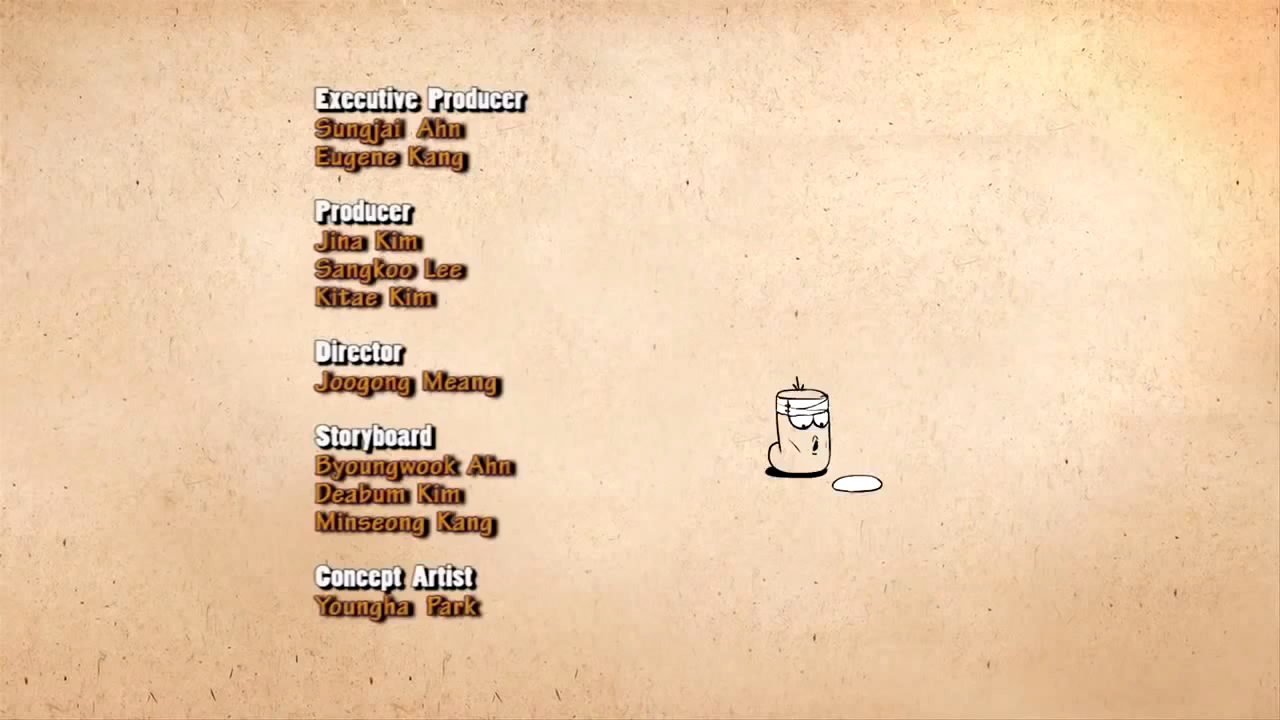 Executive Producer
Sungjai Ahn
Eugene Kang
Producer
Jina Kim
Sangkoo Lee
Kitae Kim
Director
Joogong Meang
Storyboard
Byoungwook Ahn
Deabum Kim
Minseong Kang
Concept Artist
Youngha Park